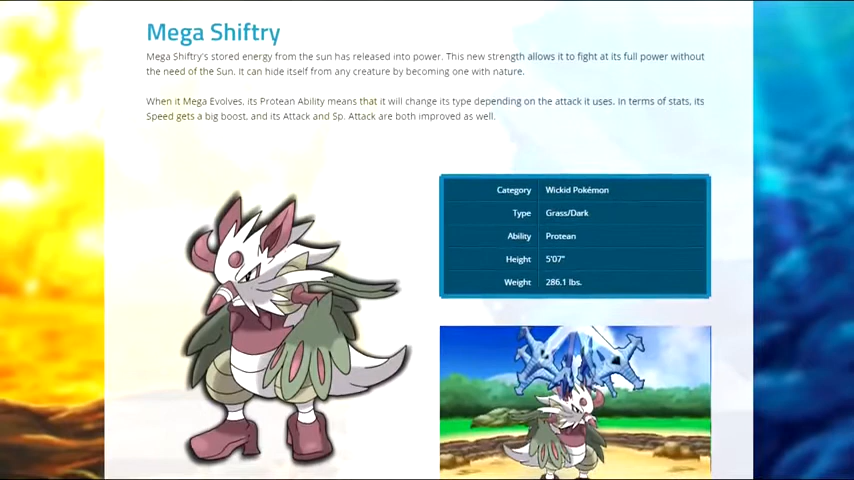 Mega Shiftry
Mega Shiftry's stored energy from the sun has released into power. This new strength allows it to fight at its full power without
the need of the Sun. It can hide itself from any creature by becoming one with nature.
When it Mega Evolves, its Protean Ability means that it will change its type depending on the attack it uses. In terms of stats, its
Speed gets a big boost, and its Attack and Sp. Attack are both improved as well.
Category Wickid Pokémon
Type Grass/Dark
Ability Protean
Height 5'07"
Weight 286.1 lbs.